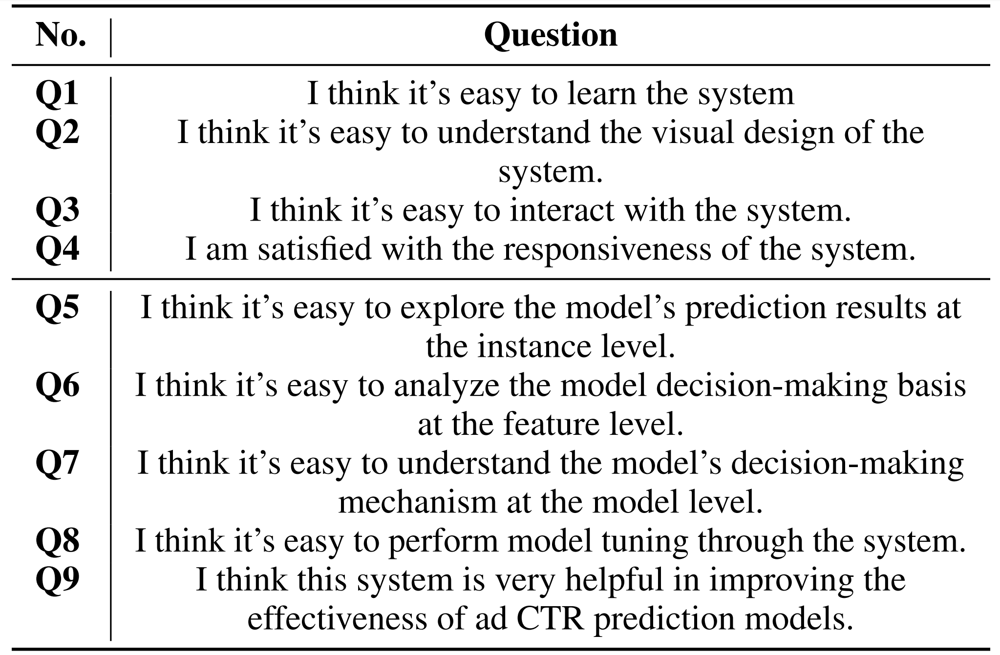 No. Question
Q1 I think it’s easy to learn the system
Q2 I think it’s easy to understand the visual design of the
system.
Q3 I think it’s easy to interact with the system.
Q4 I am satisfied with the responsiveness of the system.
Q5 I think it’s easy to explore the model’s prediction results at
the instance level.
Q6 I think it’s easy to analyze the model decision-making basis
at the feature level.
Q7 I think it’s easy to understand the model’s decision-making
mechanism at the model level.
Q8 I think it’s easy to perform model tuning through the system.
Q9 I think this system is very helpful in improving the
effectiveness of ad CTR prediction models.